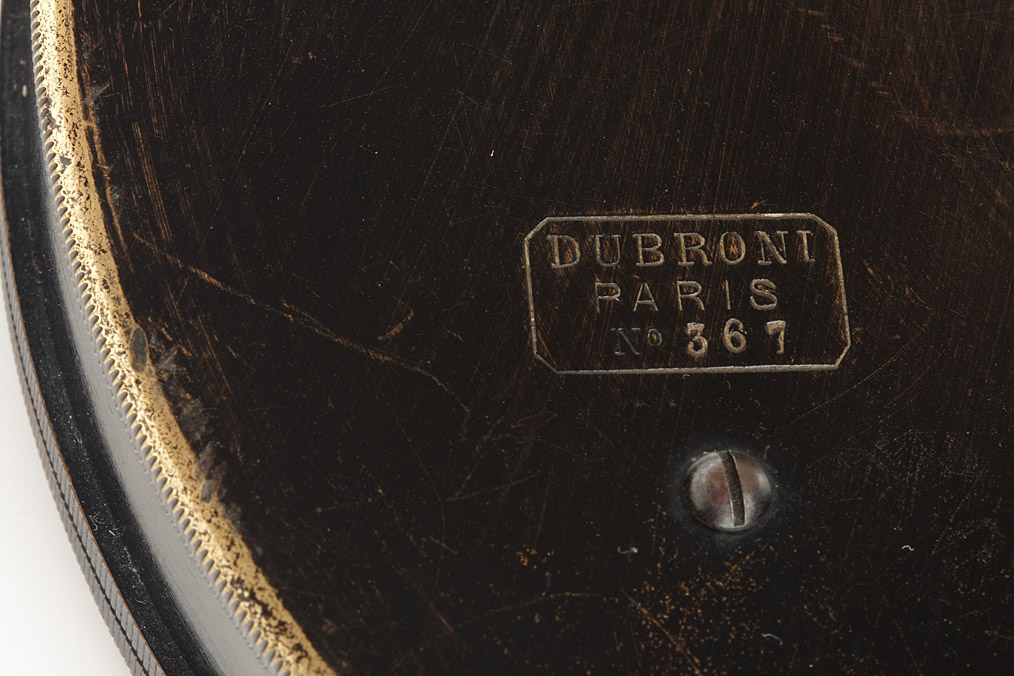 DUBRONI
PARIS
Nº 367